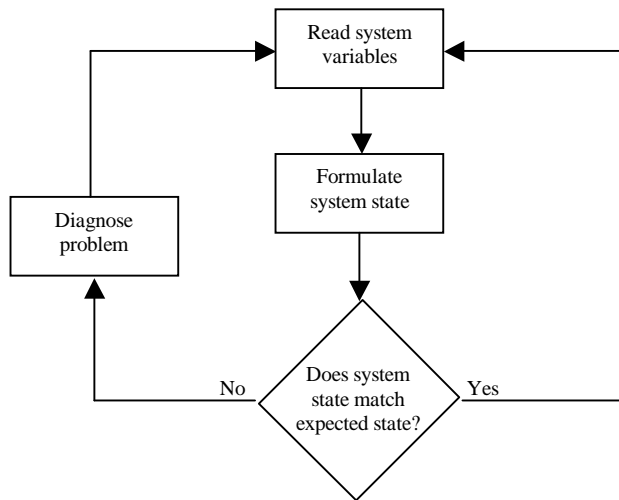 Read system
variables
Formulate
system state
Diagnose
problem
Does system
state match
expected state?
No
Yes